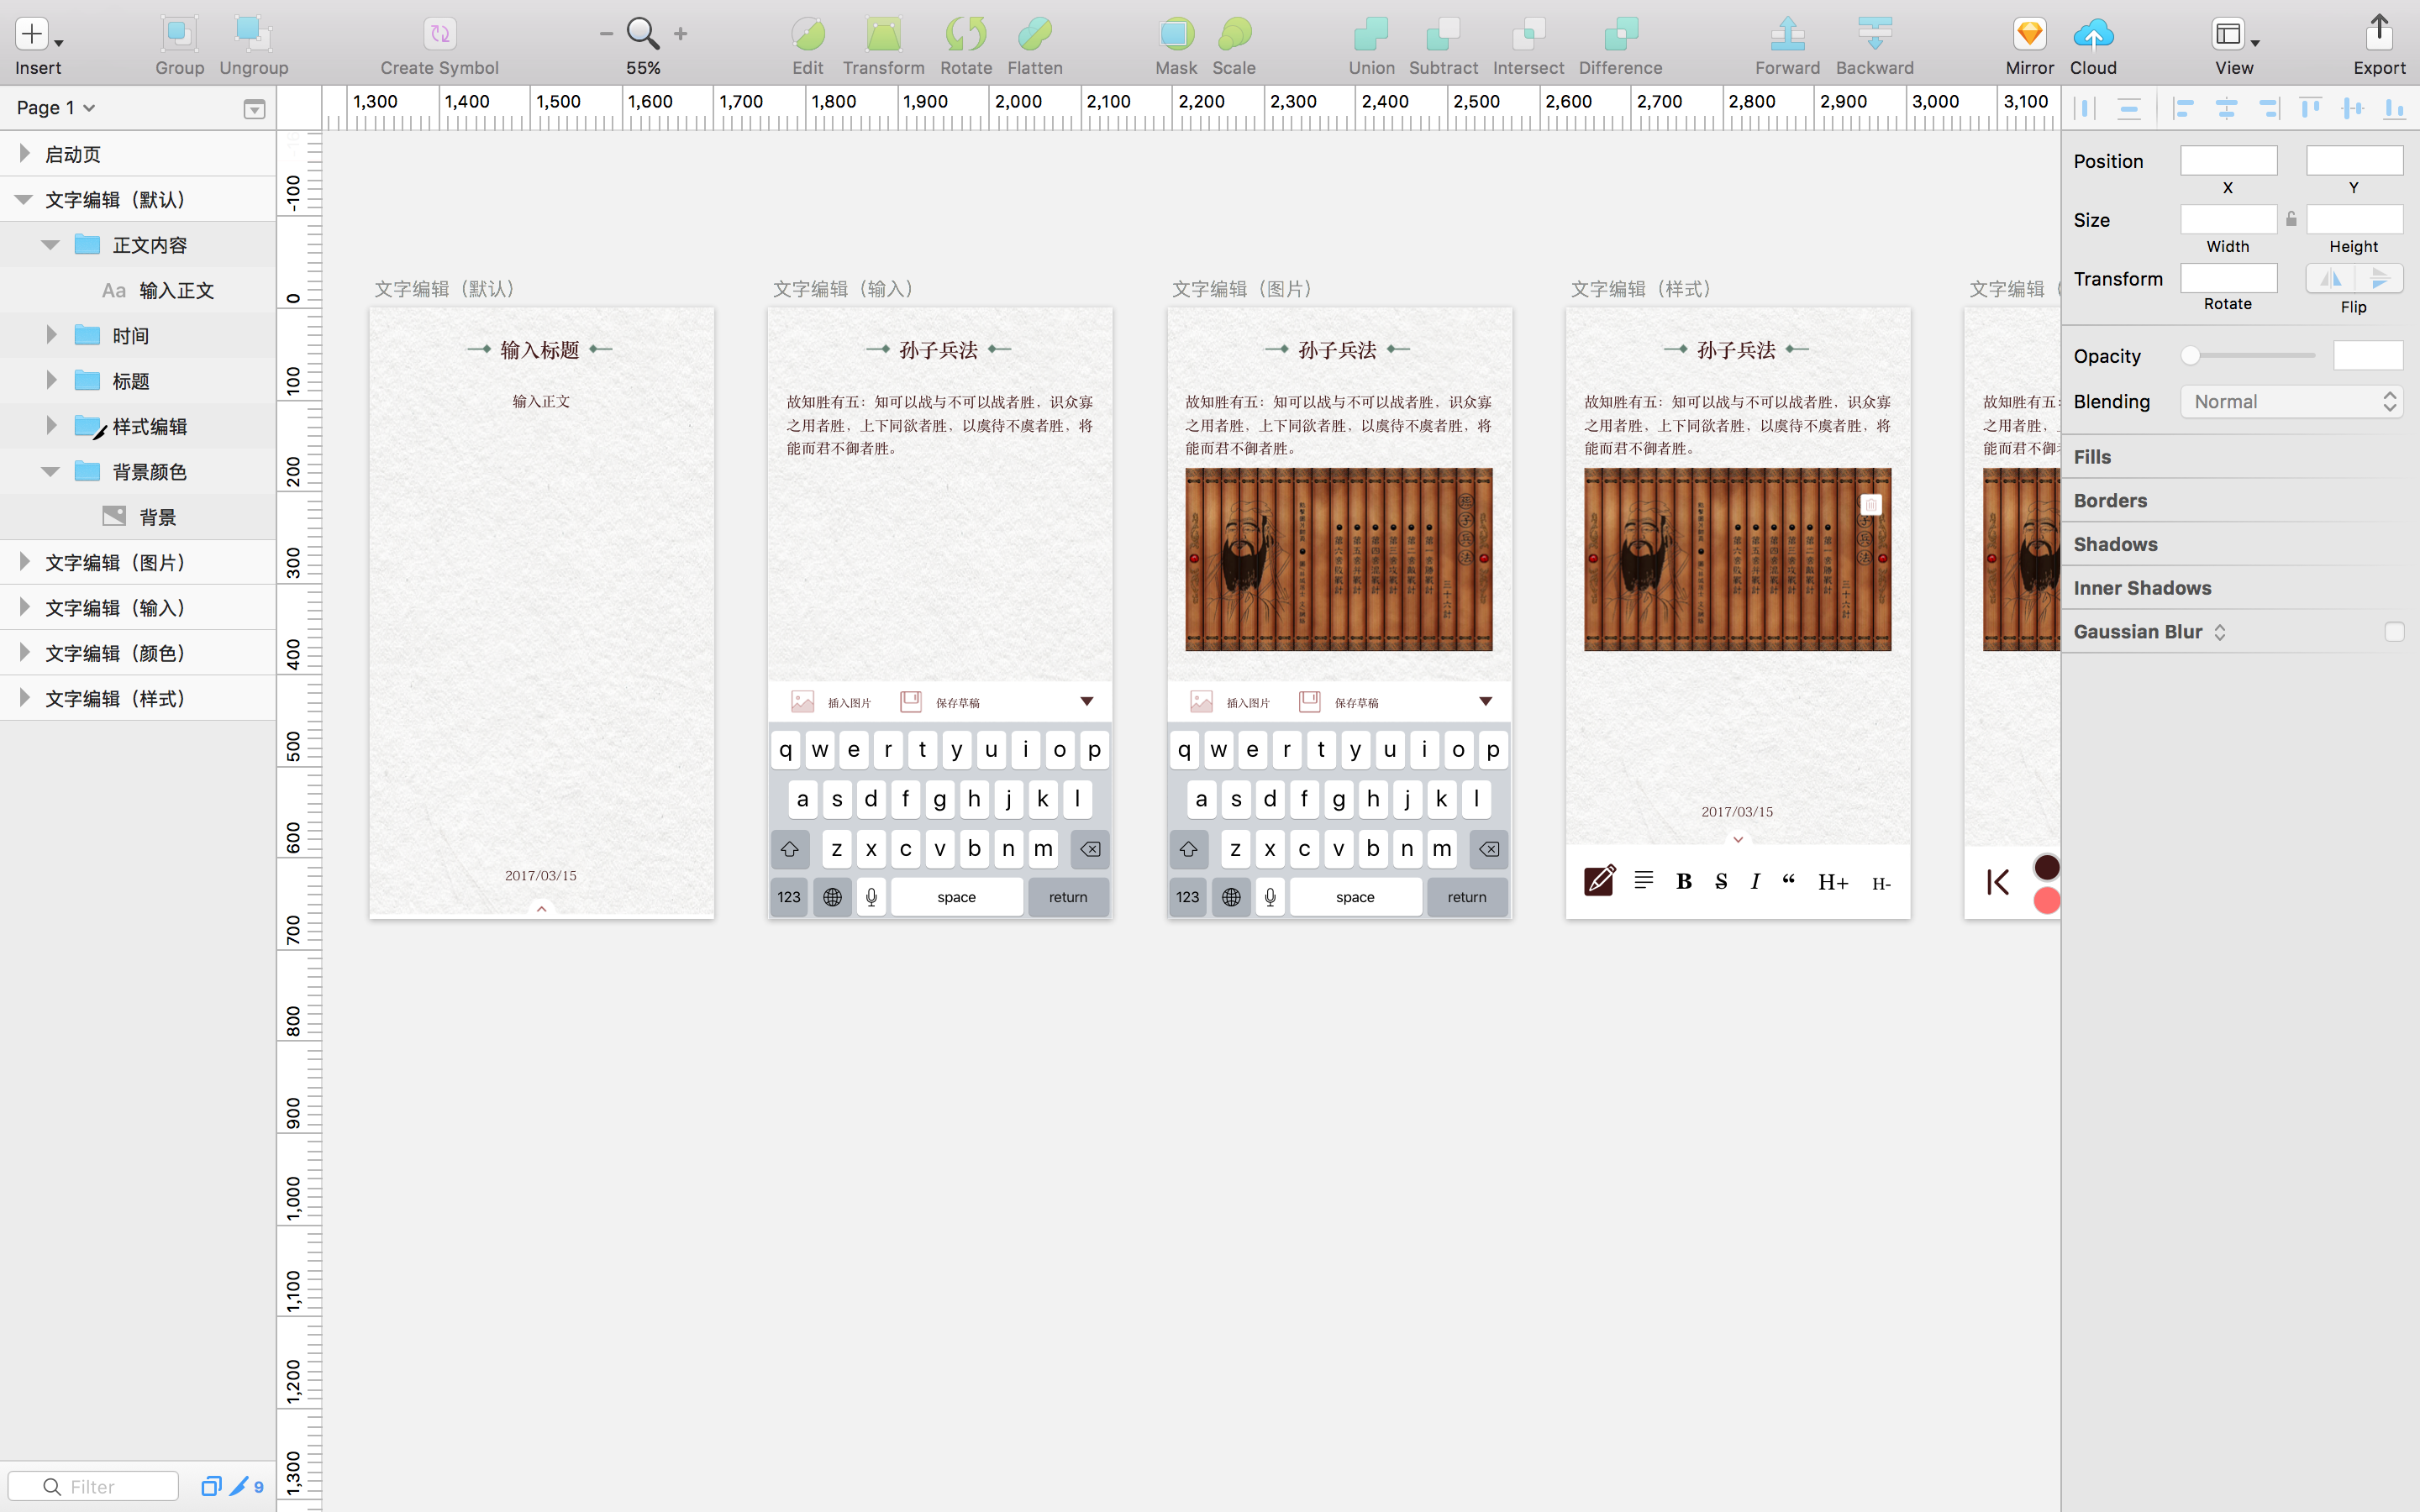 Insert
Group
Ungroup
Create Symbol
55%
Edit
Transform
Rotate
Flatten
Mask
Scale
Union
Subtract
Intersect
Difference
Forward
Backward
Mirror
Cloud
View
Export
Page 1
启动页
文字编辑（默认）
正文内容
Aa 输入正文
时间
标题
样式编辑
背景颜色
背景
文字编辑（图片）
文字编辑（输入）
文字编辑（颜色）
文字编辑（样式）
Filter
9
1,300 1,400 1,500 1,600 1,700 1,800 1,900 2,000 2,100 2,200 2,300 2,400 2,500 2,600 2,700 2,800 2,900 3,000 3,100
-100
0
100
200
300
400
500
600
700
800
900
1,000
1,100
1,200
1,300
文字编辑（默认）
输入标题
输入正文
2017/03/15
文字编辑（输入）
孙子兵法
故知胜有五：知可以战与不可以战者胜，识众寡
之用者胜，上下同欲者胜，以虞待不虞者胜，将
能而君不御者胜。
插入图片 保存草稿
q w e r t y u i o p
a s d f g h j k l
z x c v b n m
123 space return
文字编辑（图片）
孙子兵法
故知胜有五：知可以战与不可以战者胜，识众寡
之用者胜，上下同欲者胜，以虞待不虞者胜，将
能而君不御者胜。
插入图片 保存草稿
q w e r t y u i o p
a s d f g h j k l
z x c v b n m
123 space return
文字编辑（样式）
孙子兵法
故知胜有五：知可以战与不可以战者胜，识众寡
之用者胜，上下同欲者胜，以虞待不虞者胜，将
能而君不御者胜。
2017/03/15
B S I “ H+ H-
文字编辑（
故知胜有五：
之用者胜，
能而君不御
Position
X
Y
Size
Width
Height
Transform
Rotate
Flip
Opacity
Blending
Normal
Fills
Borders
Shadows
Inner Shadows
Gaussian Blur